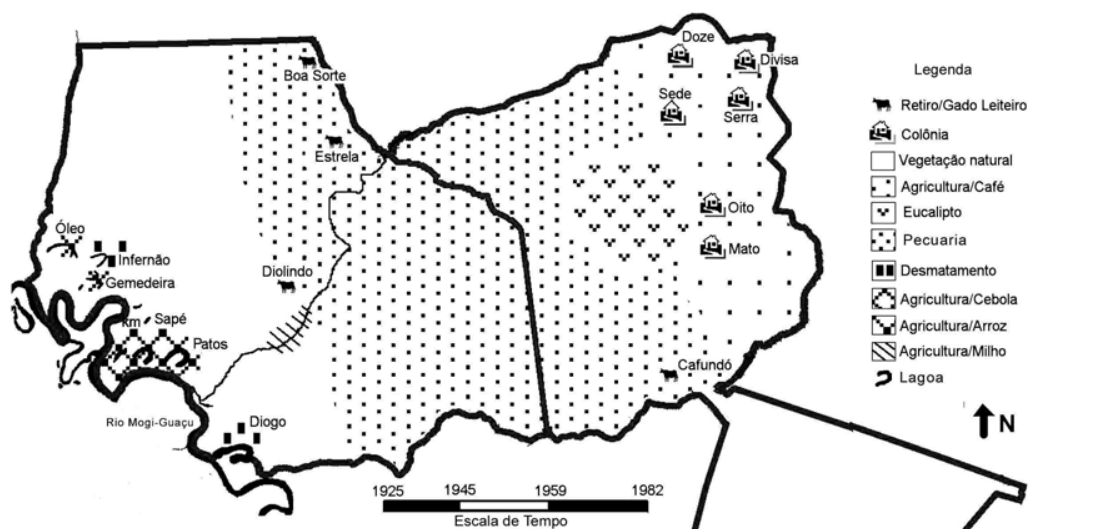 Doze
Divisa
Boa Sorte
Sede
Serra
Estrela
Oito
Óleo
Infernão
Mato
Gemedeira
Diolindo
km
Sapé
Patos
Cafundó
Rio Mogi-Guaçu
Diogo
Legenda
Retiro/Gado Leiteiro
Colônia
Vegetação natural
Agricultura/Café
Eucalipto
Pecuaria
Desmatamento
Agricultura/Cebola
Agricultura/Arroz
Agricultura/Milho
Lagoa
N
1925 1945 1959 1982
Escala de Tempo